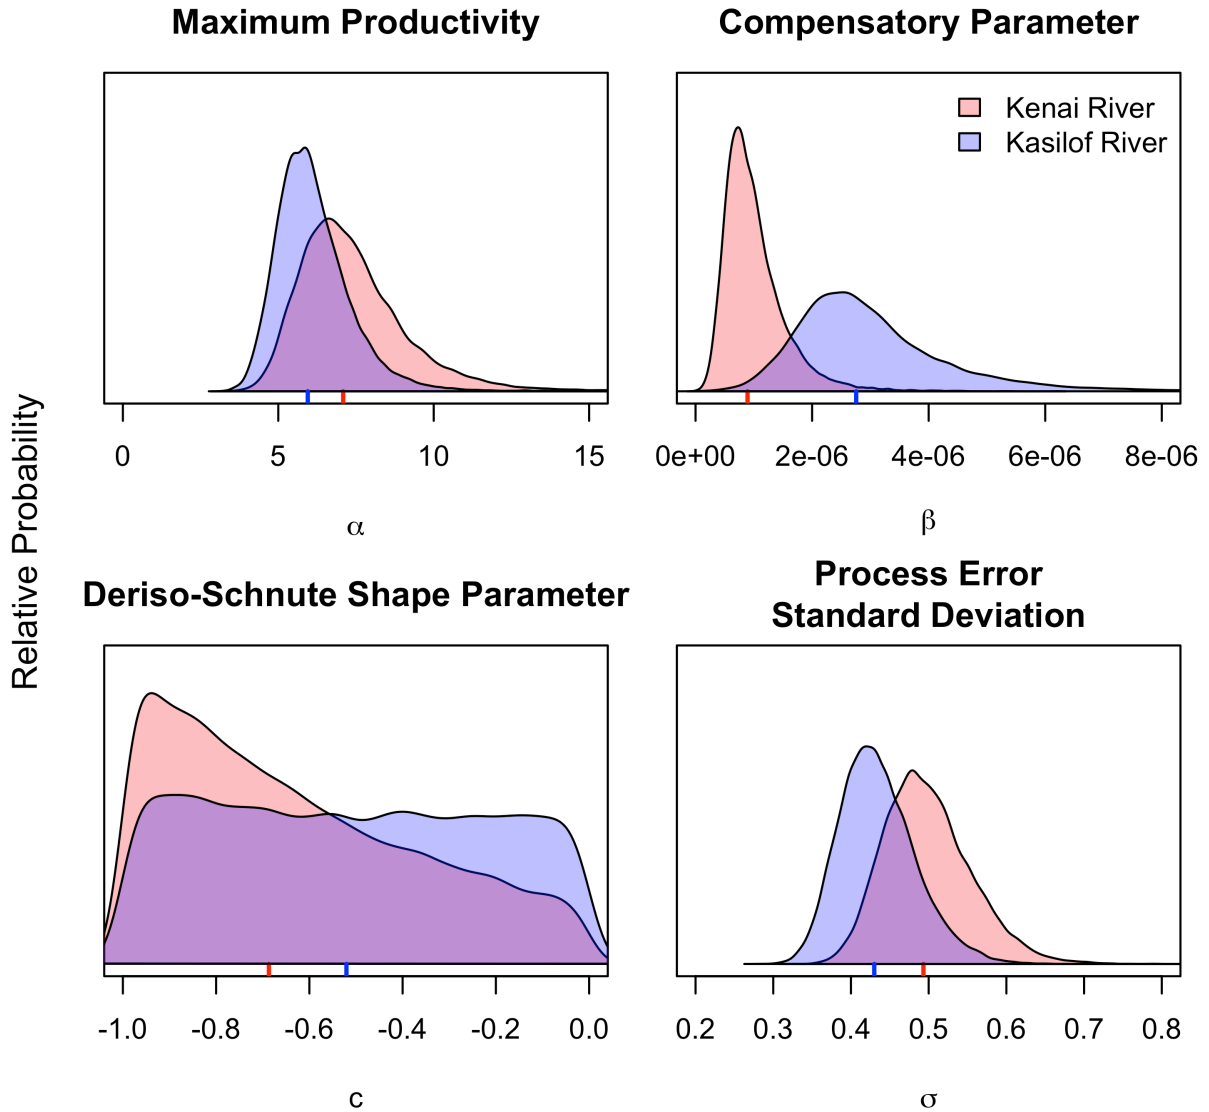 Maximum Productivity
Compensatory Parameter
Kenai River
Kasilof River
0 5 10 15
0e+00 2e-06 4e-06 6e-06 8e-06
α
β
Relative Probability
Deriso-Schnute Shape Parameter
Process Error
Standard Deviation
-1.0 -0.8 -0.6 -0.4 -0.2 0.0
0.2 0.3 0.4 0.5 0.6 0.7 0.8
c
σ